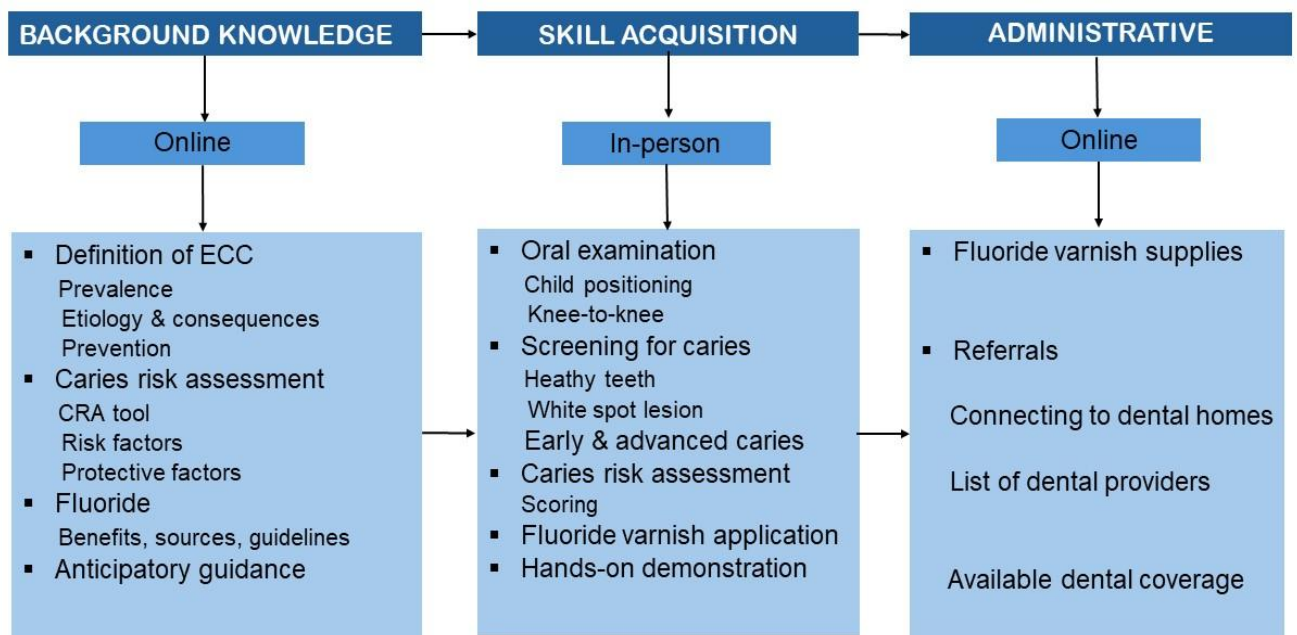 BACKGROUND KNOWLEDGE
Online
▪ Definition of ECC
Prevalence
Etiology & consequences
Prevention
▪ Caries risk assessment
CRA tool
Risk factors
Protective factors
▪ Fluoride
Benefits, sources, guidelines
▪ Anticipatory guidance
SKILL ACQUISITION
In-person
▪ Oral examination
Child positioning
Knee-to-knee
▪ Screening for caries
Heathy teeth
White spot lesion
Early & advanced caries
▪ Caries risk assessment
Scoring
▪ Fluoride varnish application
▪ Hands-on demonstration
ADMINISTRATIVE
Online
▪ Fluoride varnish supplies
▪ Referrals
Connecting to dental homes
List of dental providers
Available dental coverage